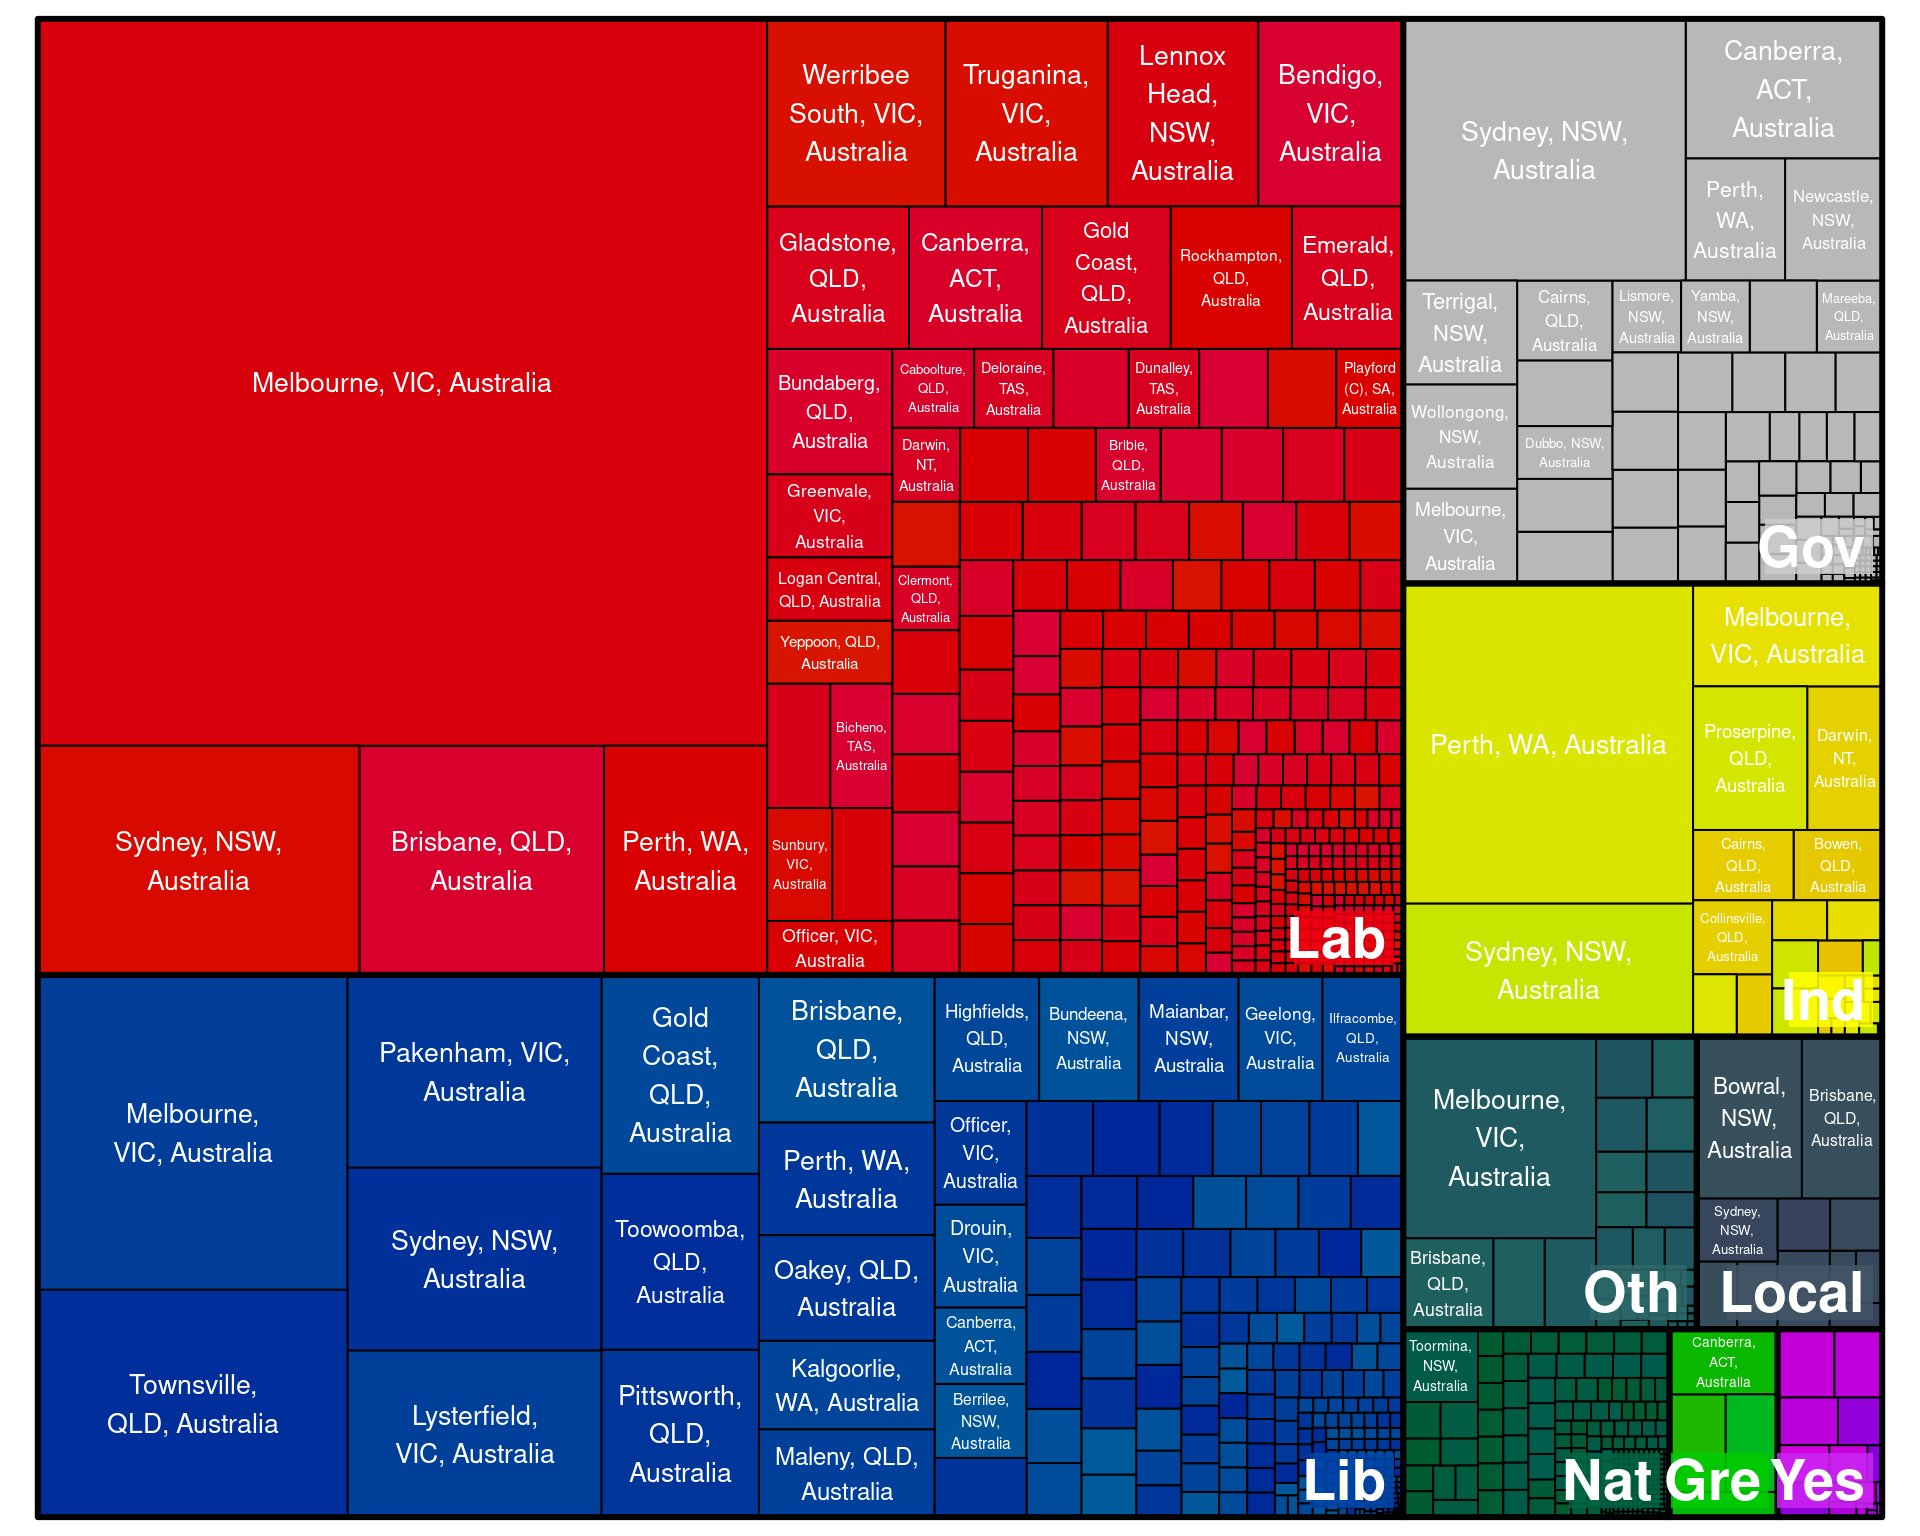 Melbourne, VIC, Australia
Sydney, NSW,
Australia
Brisbane, QLD,
Australia
Perth, WA,
Australia
Werribee
South, VIC,
Australia
Truganina,
VIC,
Australia
Lennox
Head,
NSW,
Australia
Bendigo,
VIC,
Australia
Gladstone,
QLD,
Australia
Canberra,
ACT,
Australia
Gold
Coast,
QLD,
Australia
Rockhampton,
QLD,
Australia
Emerald,
QLD,
Australia
Bundaberg,
QLD,
Australia
Caboolture,
QLD,
Australia
Deloraine,
TAS,
Australia
Dunalley,
TAS,
Australia
Playford
(C), SA,
Australia
Darwin,
NT,
Australia
Bribie,
QLD,
Australia
Greenvale,
VIC,
Australia
Logan Central,
QLD, Australia
Clermont,
QLD,
Australia
Yeppoon, QLD,
Australia
Bicheno,
TAS,
Australia
Sunbury,
VIC,
Australia
Officer, VIC,
Australia
Lab
Melbourne,
VIC, Australia
Townsville,
QLD, Australia
Pakenham, VIC,
Australia
Sydney, NSW,
Australia
Lysterfield,
VIC, Australia
Gold
Coast,
QLD,
Australia
Toowoomba,
QLD,
Australia
Pittsworth,
QLD,
Australia
Brisbane,
QLD,
Australia
Perth, WA,
Australia
Oakey, QLD,
Australia
Kalgoorlie,
WA, Australia
Maleny, QLD,
Australia
Highfields,
QLD,
Australia
Bundeena,
NSW,
Australia
Maianbar,
NSW,
Australia
Geelong,
VIC,
Australia
Ilfracombe,
QLD,
Australia
Officer,
VIC,
Australia
Drouin,
VIC,
Australia
Canberra,
ACT,
Australia
Berrilee,
NSW,
Australia
Lib
Sydney, NSW,
Australia
Canberra,
ACT,
Australia
Perth,
WA,
Australia
Newcastle,
NSW,
Australia
Terrigal,
NSW,
Australia
Cairns,
QLD,
Australia
Lismore,
NSW,
Australia
Yamba,
NSW,
Australia
Mareeba,
QLD,
Australia
Wollongong,
NSW,
Australia
Dubbo, NSW,
Australia
Melbourne,
VIC,
Australia
Gov
Perth, WA, Australia
Sydney, NSW,
Australia
Melbourne,
VIC, Australia
Proserpine,
QLD,
Australia
Darwin,
NT,
Australia
Cairns,
QLD,
Australia
Bowen,
QLD,
Australia
Collinsville,
QLD,
Australia
Ind
Melbourne,
VIC,
Australia
Brisbane,
QLD,
Australia
Oth
Bowral,
NSW,
Australia
Brisbane,
QLD,
Australia
Sydney,
NSW,
Australia
Local
Toormina,
NSW,
Australia
Nat
Canberra,
ACT,
Australia
Gre
Yes